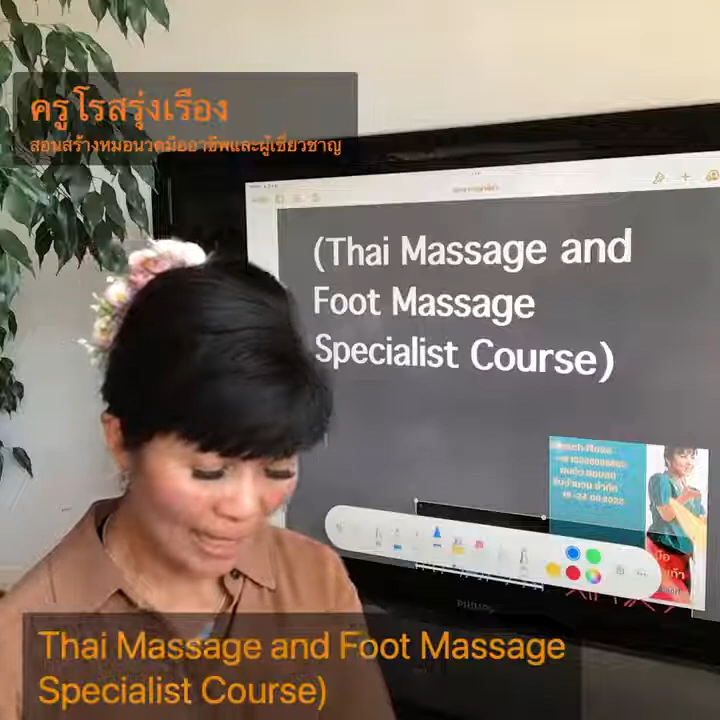 ครูโรสรุ่งเรือง
สอนสร้างหมอนวดมืออาชีพและผู้เชี่ยวชาญ
(Thai Massage and
Foot Massage
Specialist Course)
PHILIPS
Thai Massage and Foot Massage
Specialist Course)